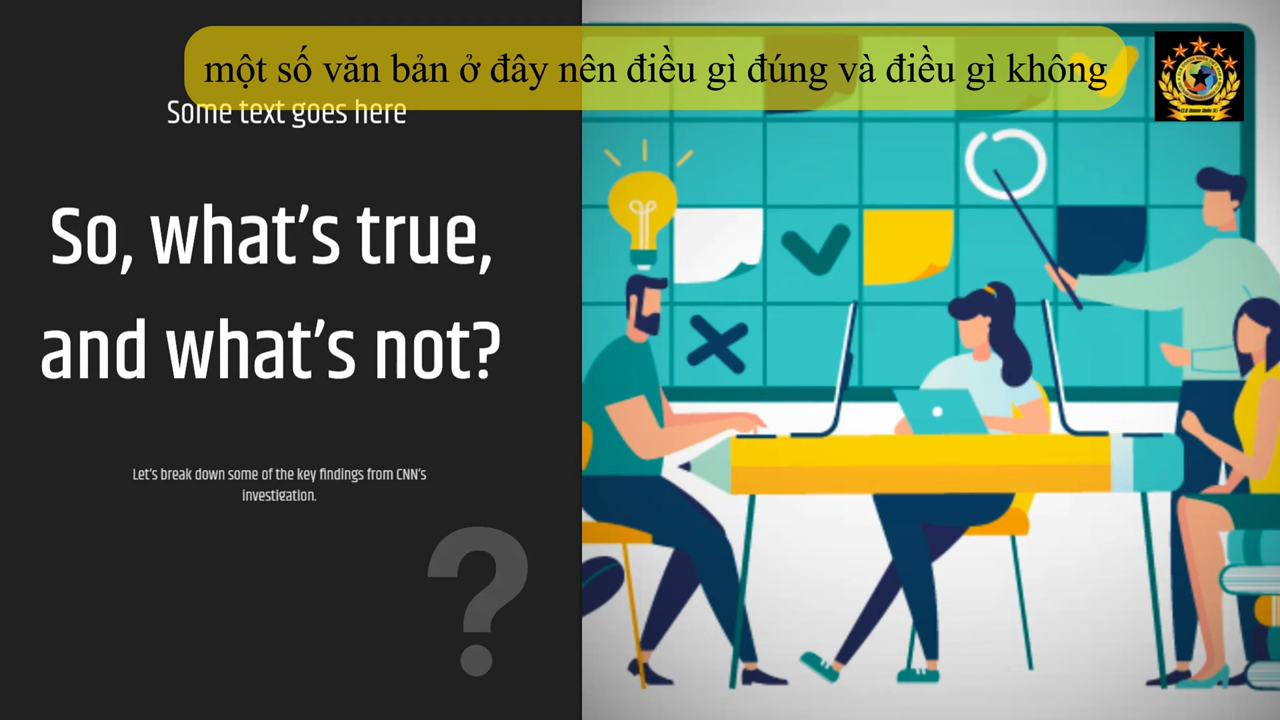 một số văn bản ở đây nên điều gì đúng và điều gì không
Some text goes here
So, what's true,
and what's not?
Let's break down some of the key findings from CNN's
investigation.
?